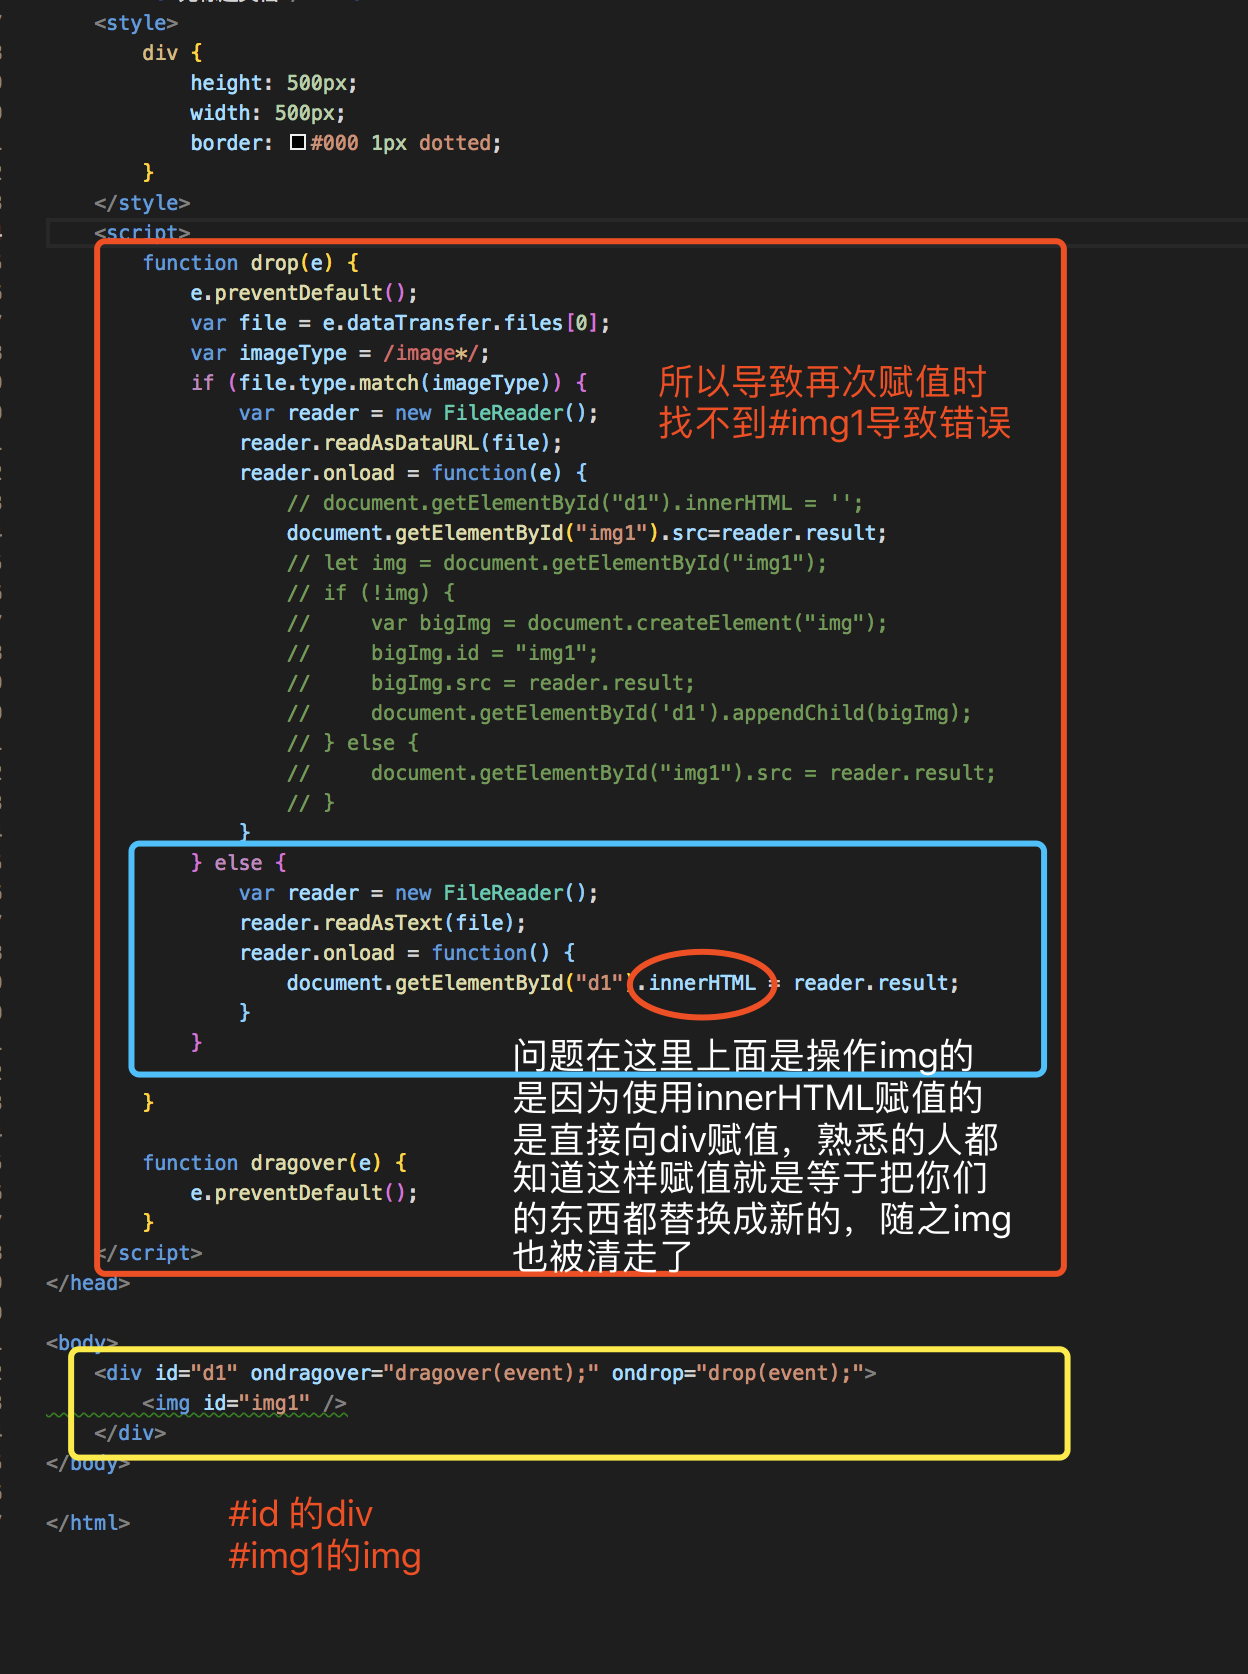 <style>
div {
height: 500px;
width: 500px;
border: #000 1px dotted;
}
</style>
<script>
function drop(e) {
e.preventDefault();
var file = e.dataTransfer.files[0];
var imageType = /image*/;
if (file.type.match(imageType)) {
所以导致再次赋值时
var reader = new FileReader();
找不到#img1导致错误
reader.readAsDataURL(file);
reader.onload = function(e) {
// document.getElementById("d1").innerHTML = '';
document.getElementById("img1").src=reader.result;
// let img = document.getElementById("img1");
// if (!img) {
//     var bigImg = document.createElement("img");
//     bigImg.id = "img1";
//     bigImg.src = reader.result;
//     document.getElementById('d1').appendChild(bigImg);
// } else {
//     document.getElementById("img1").src = reader.result;
// }
}
} else {
var reader = new FileReader();
reader.readAsText(file);
reader.onload = function() {
document.getElementById("d1").innerHTML = reader.result;
}
}
问题在这里上面是操作img的
是因为使用innerHTML赋值的
}
是直接向div赋值，熟悉的人都
function dragover(e) {
知道这样赋值就是等于把你们
e.preventDefault();
的东西都替换成新的，随之img
}
也被清走了
</script>
</head>
<body>
<div id="d1" ondragover="dragover(event);" ondrop="drop(event);">
<img id="img1" />
</div>
</body>
</html>
#id 的div
#img1的img